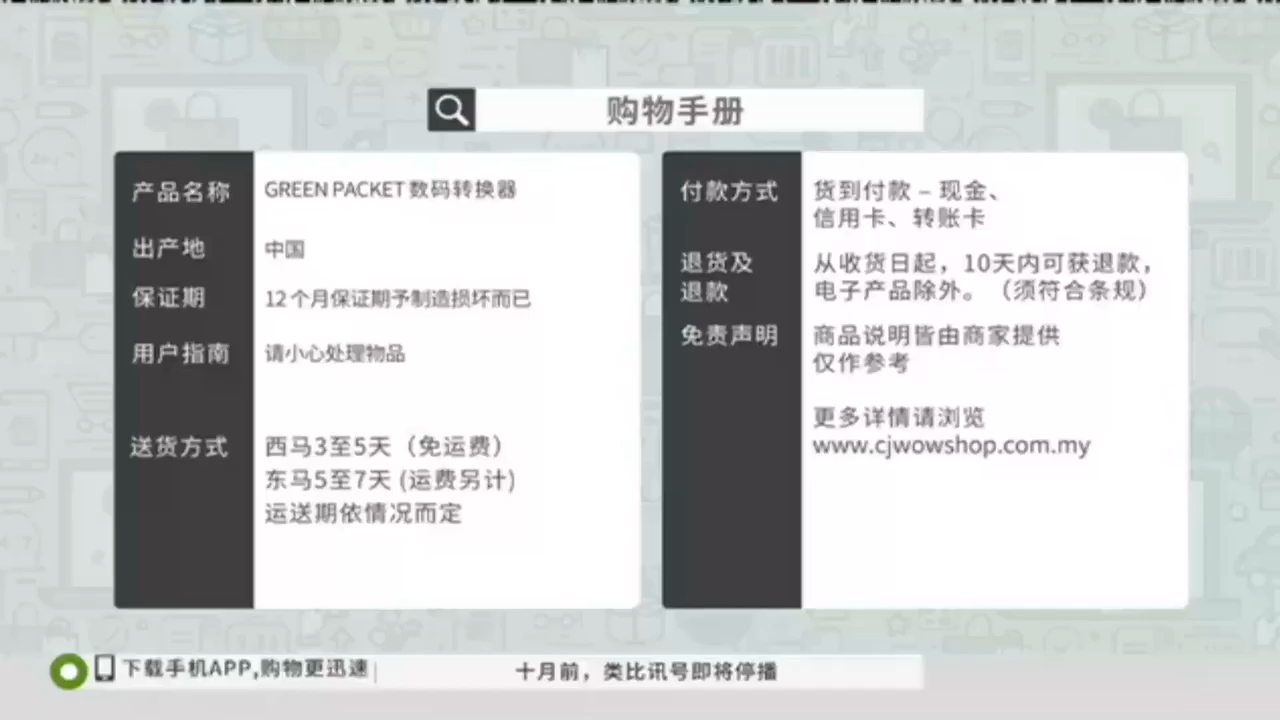 购物手册
产品名称
GREEN PACKET 数码转换器
出产地
中国
保证期
12 个月保证期予制造损坏而已
用户指南
请小心处理物品
送货方式
西马3至5天（免运费）
东马5至7天 (运费另计)
运送期依情况而定
付款方式
货到付款 – 现金、
信用卡、转账卡
退货及
退款
从收货日起，10天内可获退款，
电子产品除外。（须符合条规）
免责声明
商品说明皆由商家提供
仅作参考
更多详情请浏览
www.cjwowshop.com.my
下载手机APP,购物更迅速
十月前，类比讯号即将停播